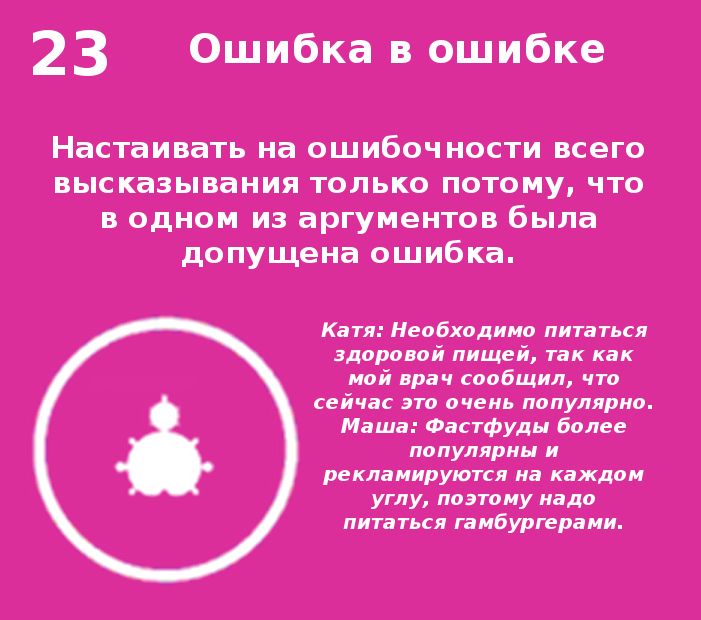 23 Ошибка в ошибке
Настаивать на ошибочности всего
высказывания только потому, что
в одном из аргументов была
допущена ошибка.
Катя: Необходимо питаться
здоровой пищей, так как
мой врач сообщил, что
сейчас это очень популярно.
Маша: Фастфуды более
популярны и
рекламируются на каждом
углу, поэтому надо
питаться гамбургерами.